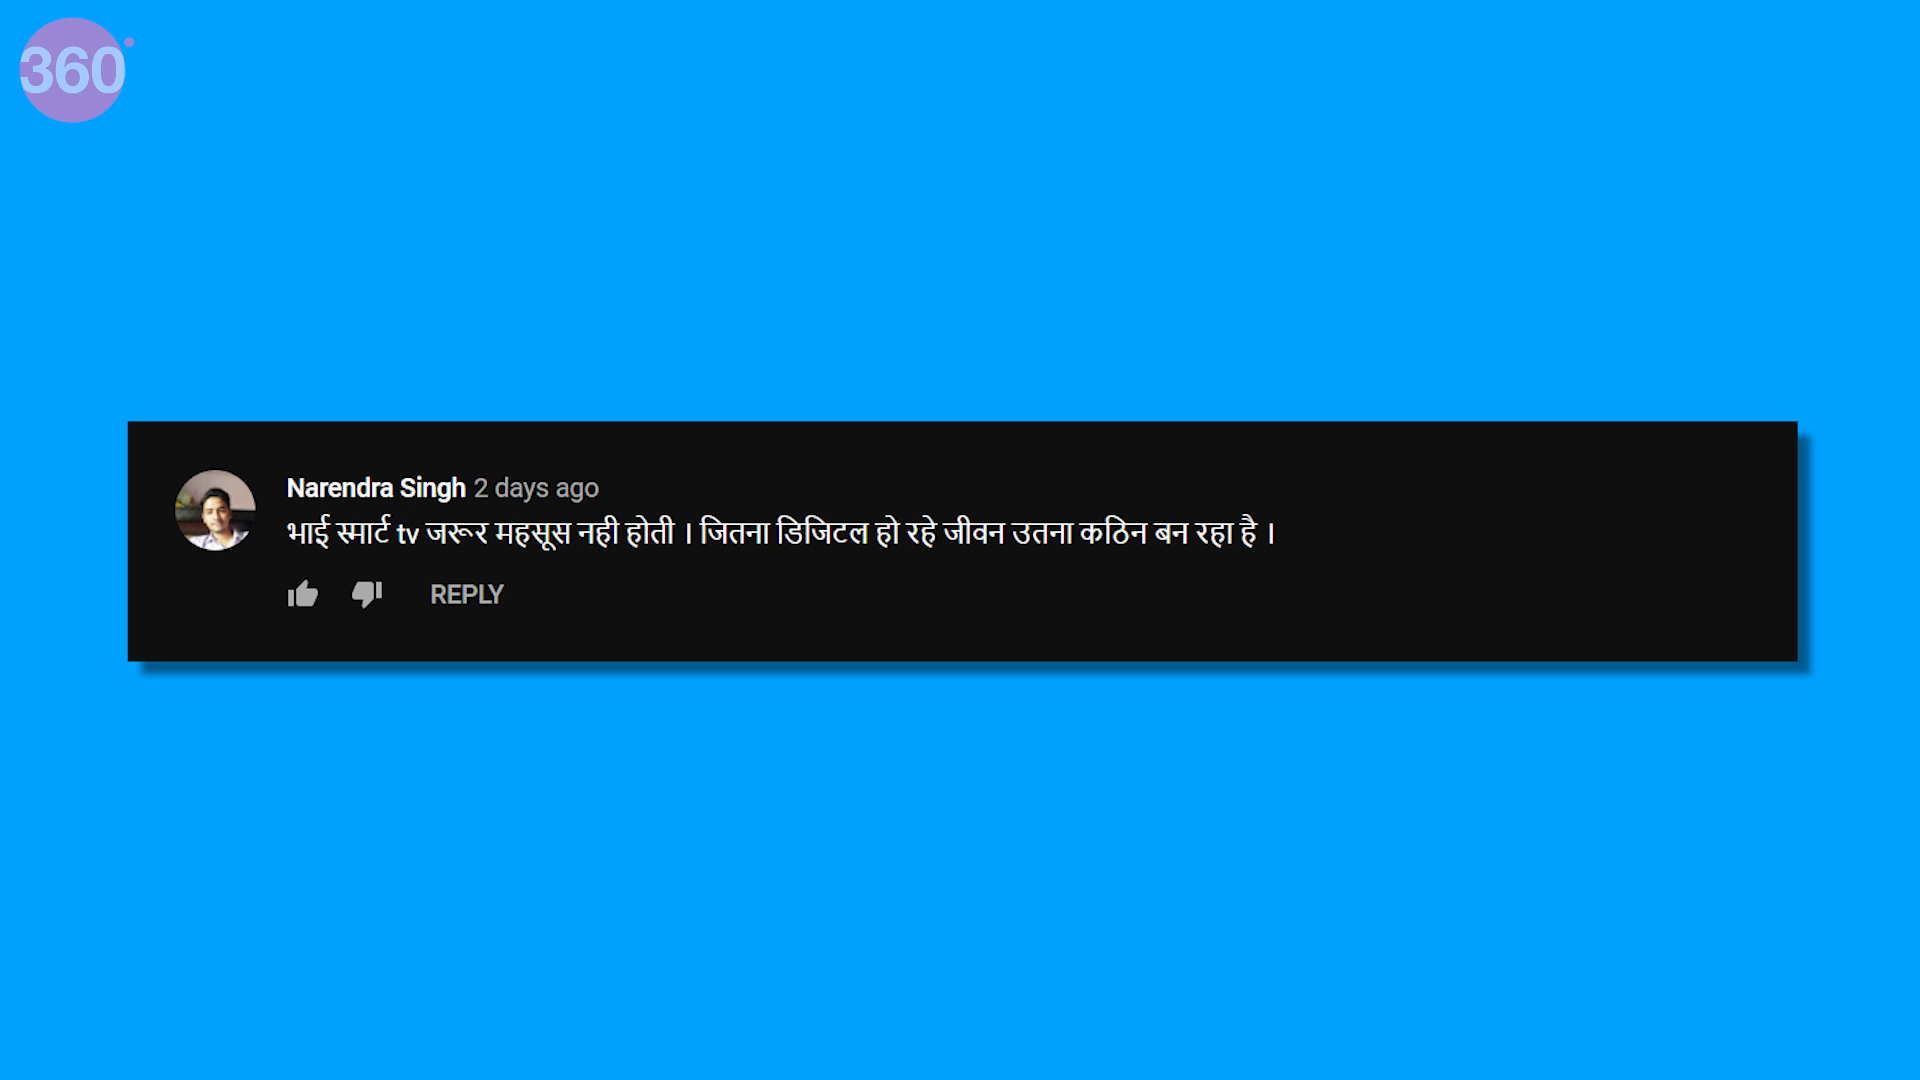 360
Narendra Singh 2 days ago
भाई स्मार्ट tv जरूर महसूस नही होती । जितना डिजिटल हो रहे जीवन उतना कठिन बन रहा है ।
REPLY